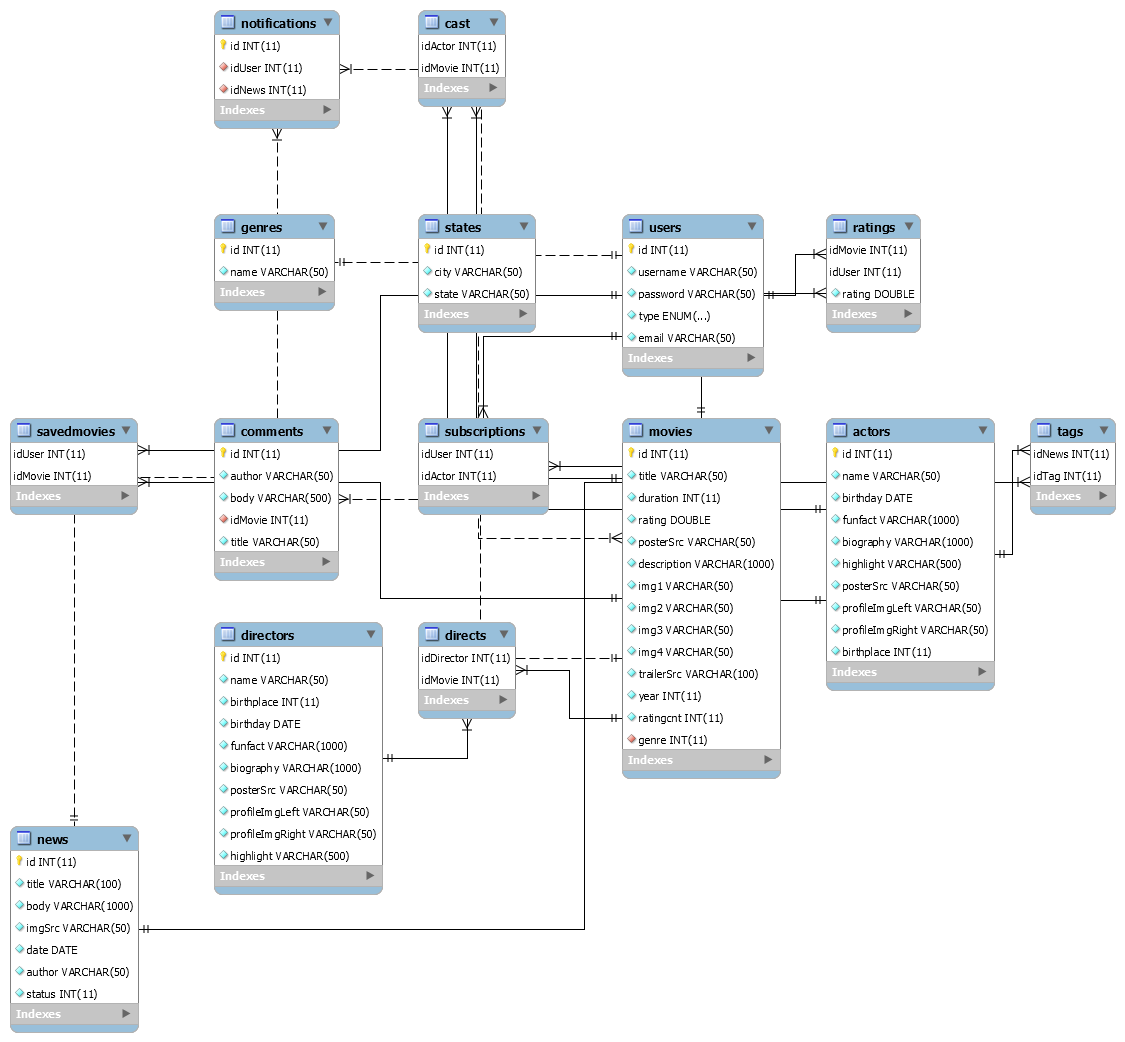 notifications
id INT(11)
idUser INT(11)
idNews INT(11)
Indexes
cast
idActor INT(11)
idMovie INT(11)
Indexes
genres
id INT(11)
name VARCHAR(50)
Indexes
states
id INT(11)
city VARCHAR(50)
state VARCHAR(50)
Indexes
users
id INT(11)
username VARCHAR(50)
password VARCHAR(50)
type ENUM(...)
email VARCHAR(50)
Indexes
ratings
idMovie INT(11)
idUser INT(11)
rating DOUBLE
Indexes
savedmovies
idUser INT(11)
idMovie INT(11)
Indexes
comments
id INT(11)
author VARCHAR(50)
body VARCHAR(500)
idMovie INT(11)
title VARCHAR(50)
Indexes
subscriptions
idUser INT(11)
idActor INT(11)
Indexes
movies
id INT(11)
title VARCHAR(50)
duration INT(11)
rating DOUBLE
posterSrc VARCHAR(50)
description VARCHAR(1000)
img1 VARCHAR(50)
img2 VARCHAR(50)
img3 VARCHAR(50)
img4 VARCHAR(50)
trailerSrc VARCHAR(100)
year INT(11)
ratingcnt INT(11)
genre INT(11)
Indexes
actors
id INT(11)
name VARCHAR(50)
birthday DATE
funfact VARCHAR(1000)
biography VARCHAR(1000)
highlight VARCHAR(500)
posterSrc VARCHAR(50)
profileImgLeft VARCHAR(50)
profileImgRight VARCHAR(50)
birthplace INT(11)
Indexes
tags
idNews INT(11)
idTag INT(11)
Indexes
directors
id INT(11)
name VARCHAR(50)
birthplace INT(11)
birthday DATE
funfact VARCHAR(1000)
biography VARCHAR(1000)
posterSrc VARCHAR(50)
profileImgLeft VARCHAR(50)
profileImgRight VARCHAR(50)
highlight VARCHAR(500)
Indexes
directs
idDirector INT(11)
idMovie INT(11)
Indexes
news
id INT(11)
title VARCHAR(100)
body VARCHAR(1000)
imgSrc VARCHAR(50)
date DATE
author VARCHAR(50)
status INT(11)
Indexes